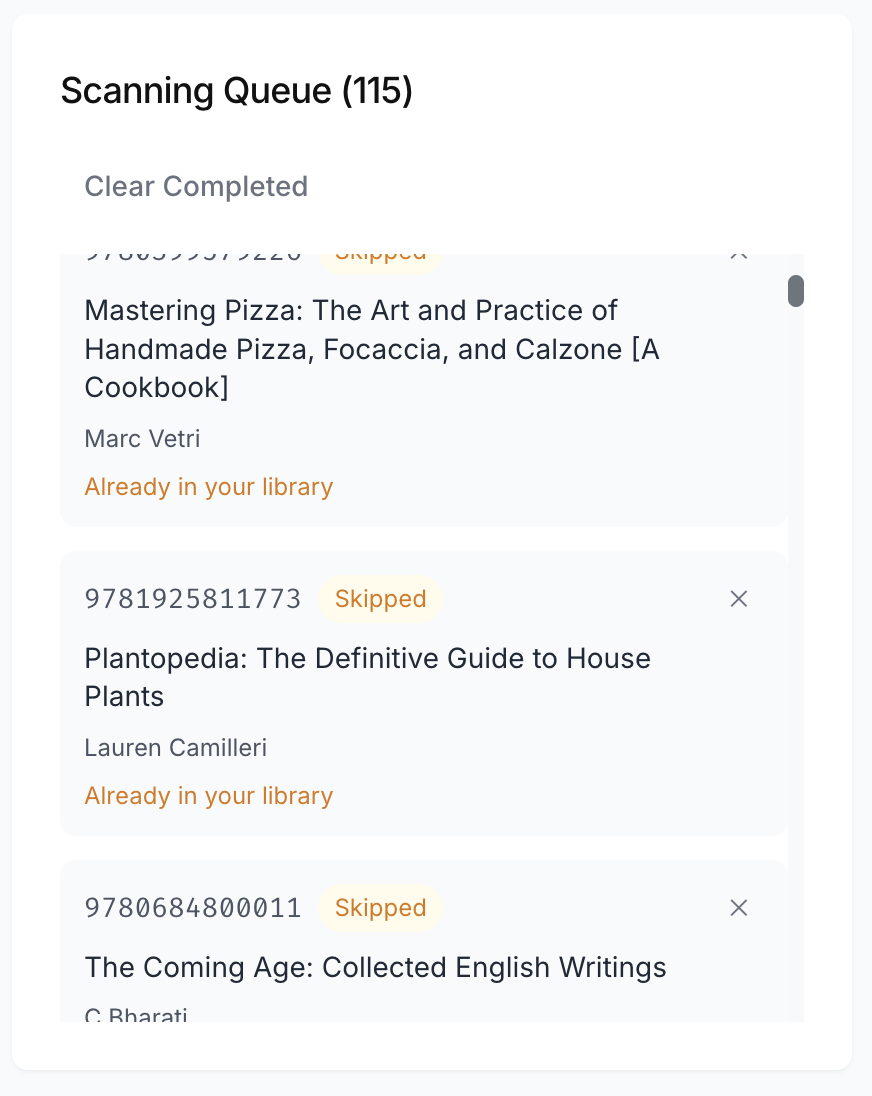 Scanning Queue (115)
Clear Completed
9780399579226 Skipped
Mastering Pizza: The Art and Practice of
Handmade Pizza, Focaccia, and Calzone [A
Cookbook]
Marc Vetri
Already in your library
9781925811773 Skipped
Plantopedia: The Definitive Guide to House
Plants
Lauren Camilleri
Already in your library
9780684800011 Skipped
The Coming Age: Collected English Writings
C Bharati